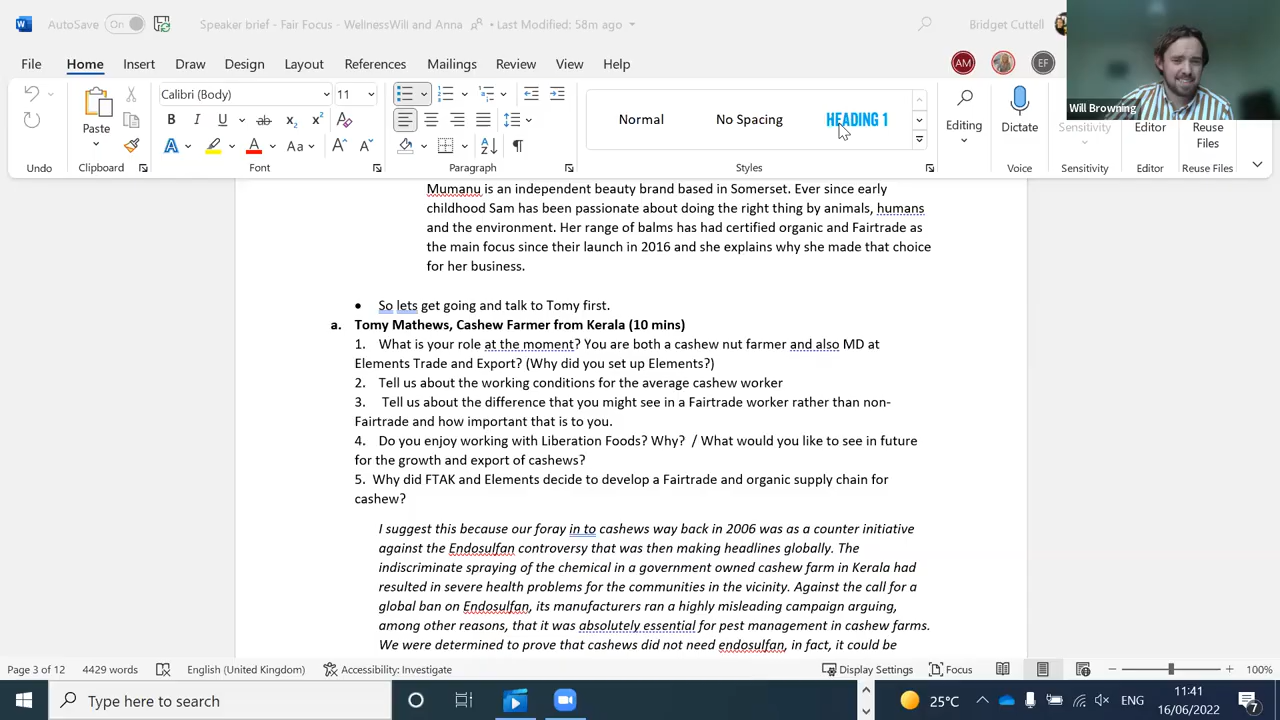 AutoSave On Speaker brief - Fair Focus - WellnessWill and Anna • Last Modified: 58m ago Bridget Cuttell
File Home Insert Draw Design Layout References Mailings Review View Help AM EF
Will Browning
Calibri (Body) 11
Paste
B I U ab x₂ x² A
A A Aa A A
Normal No Spacing HEADING 1
Editing Dictate Sensitivity Editor Reuse Files
Undo Clipboard Font Paragraph Styles Voice Sensitivity Editor Reuse Files
Mumanu is an independent beauty brand based in Somerset. Ever since early
childhood Sam has been passionate about doing the right thing by animals, humans
and the environment. Her range of balms has had certified organic and Fairtrade as
the main focus since their launch in 2016 and she explains why she made that choice
for her business.
• So lets get going and talk to Tomy first.
a. Tomy Mathews, Cashew Farmer from Kerala (10 mins)
1. What is your role at the moment? You are both a cashew nut farmer and also MD at
Elements Trade and Export? (Why did you set up Elements?)
2. Tell us about the working conditions for the average cashew worker
3. Tell us about the difference that you might see in a Fairtrade worker rather than non-
Fairtrade and how important that is to you.
4. Do you enjoy working with Liberation Foods? Why? / What would you like to see in future
for the growth and export of cashews?
5. Why did FTAK and Elements decide to develop a Fairtrade and organic supply chain for
cashew?
I suggest this because our foray in to cashews way back in 2006 was as a counter initiative
against the Endosulfan controversy that was then making headlines globally. The
indiscriminate spraying of the chemical in a government owned cashew farm in Kerala had
resulted in severe health problems for the communities in the vicinity. Against the call for a
global ban on Endosulfan, its manufacturers ran a highly misleading campaign arguing,
among other reasons, that it was absolutely essential for pest management in cashew farms.
We were determined to prove that cashews did not need endosulfan, in fact, it could be
Page 3 of 12 4429 words English (United Kingdom) Accessibility: Investigate Display Settings Focus 100%
Type here to search 25°C ENG 11:41
16/06/2022 7